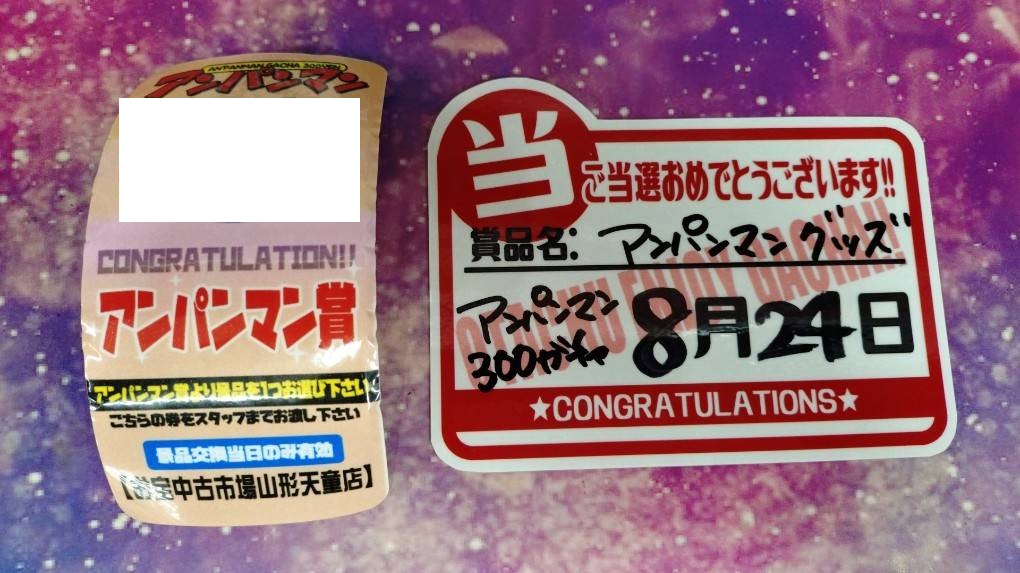 ANPANMAN GACHA 300YEN
アンパンマン
CONGRATULATION!!
アンパンマン賞
アンパンマン賞より景品を1つお選び下さい
こちらの券をスタッフまでお渡し下さい
景品交換当日のみ有効
【お宝中古市場山形天童店】
当
ご当選おめでとうございます!!
賞品名: アンパンマングッズ
アンパンマン
300ガチャ
8月24日
★CONGRATULATIONS★